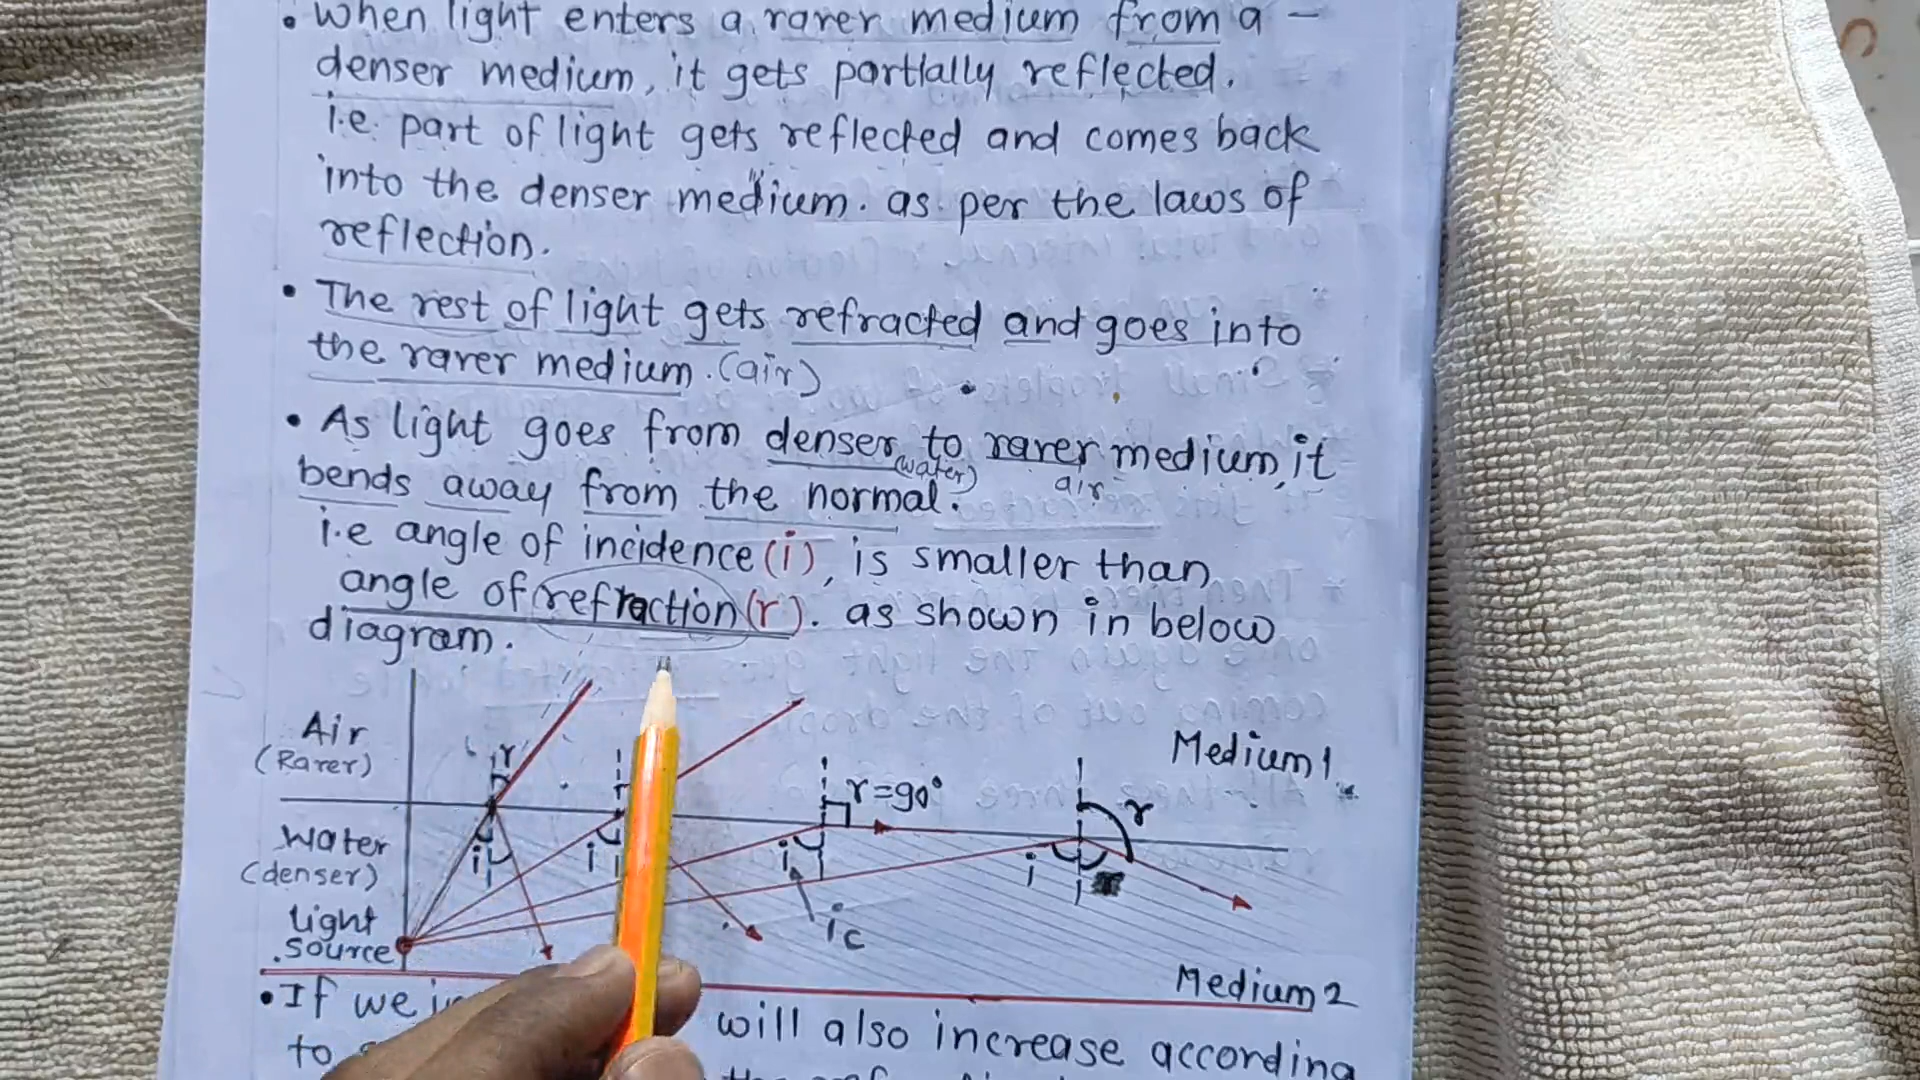 • When light enters a rarer medium from a –
denser medium, it gets partially reflected.
i.e. part of light gets reflected and comes back
into the denser medium. as per the laws of
reflection.
• The rest of light gets refracted and goes into
the rarer medium. (air)
• As light goes from denser to rarer medium, it
(water) air
bends away from the normal.
i.e angle of incidence (i), is smaller than
angle of refraction (r). as shown in below
diagram.
Air
(Rarer)
r
r=90°
r
Medium 1
Water
(denser)
i
i
i
i
ic
Light
source
Medium 2
• If we
will also increase according
to